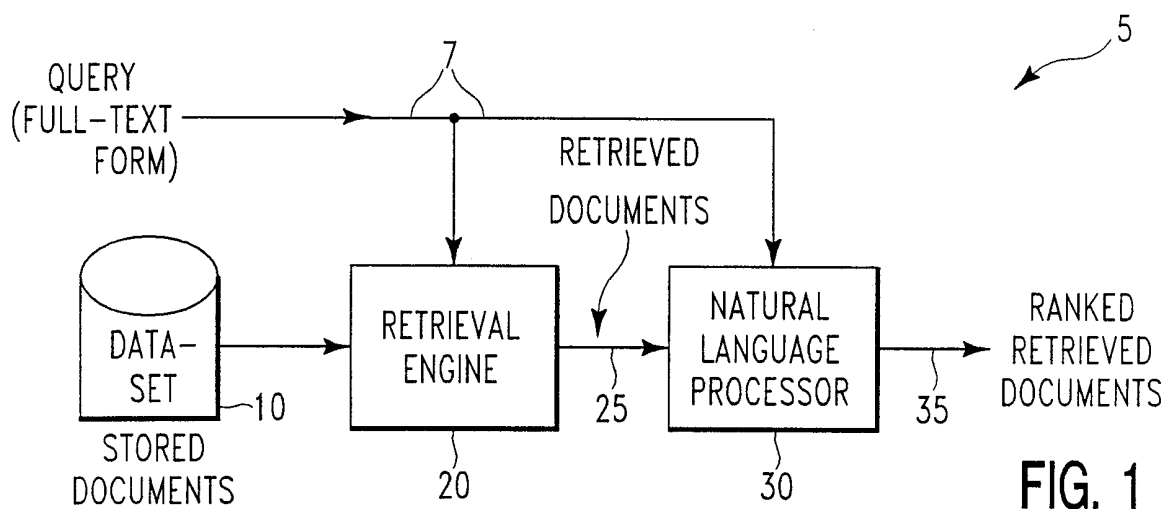 5
7
QUERY
(FULL-TEXT
FORM)
RETRIEVED
DOCUMENTS
DATA-
SET
10
STORED
DOCUMENTS
RETRIEVAL
ENGINE
20
25
NATURAL
LANGUAGE
PROCESSOR
30
35
RANKED
RETRIEVED
DOCUMENTS
FIG. 1